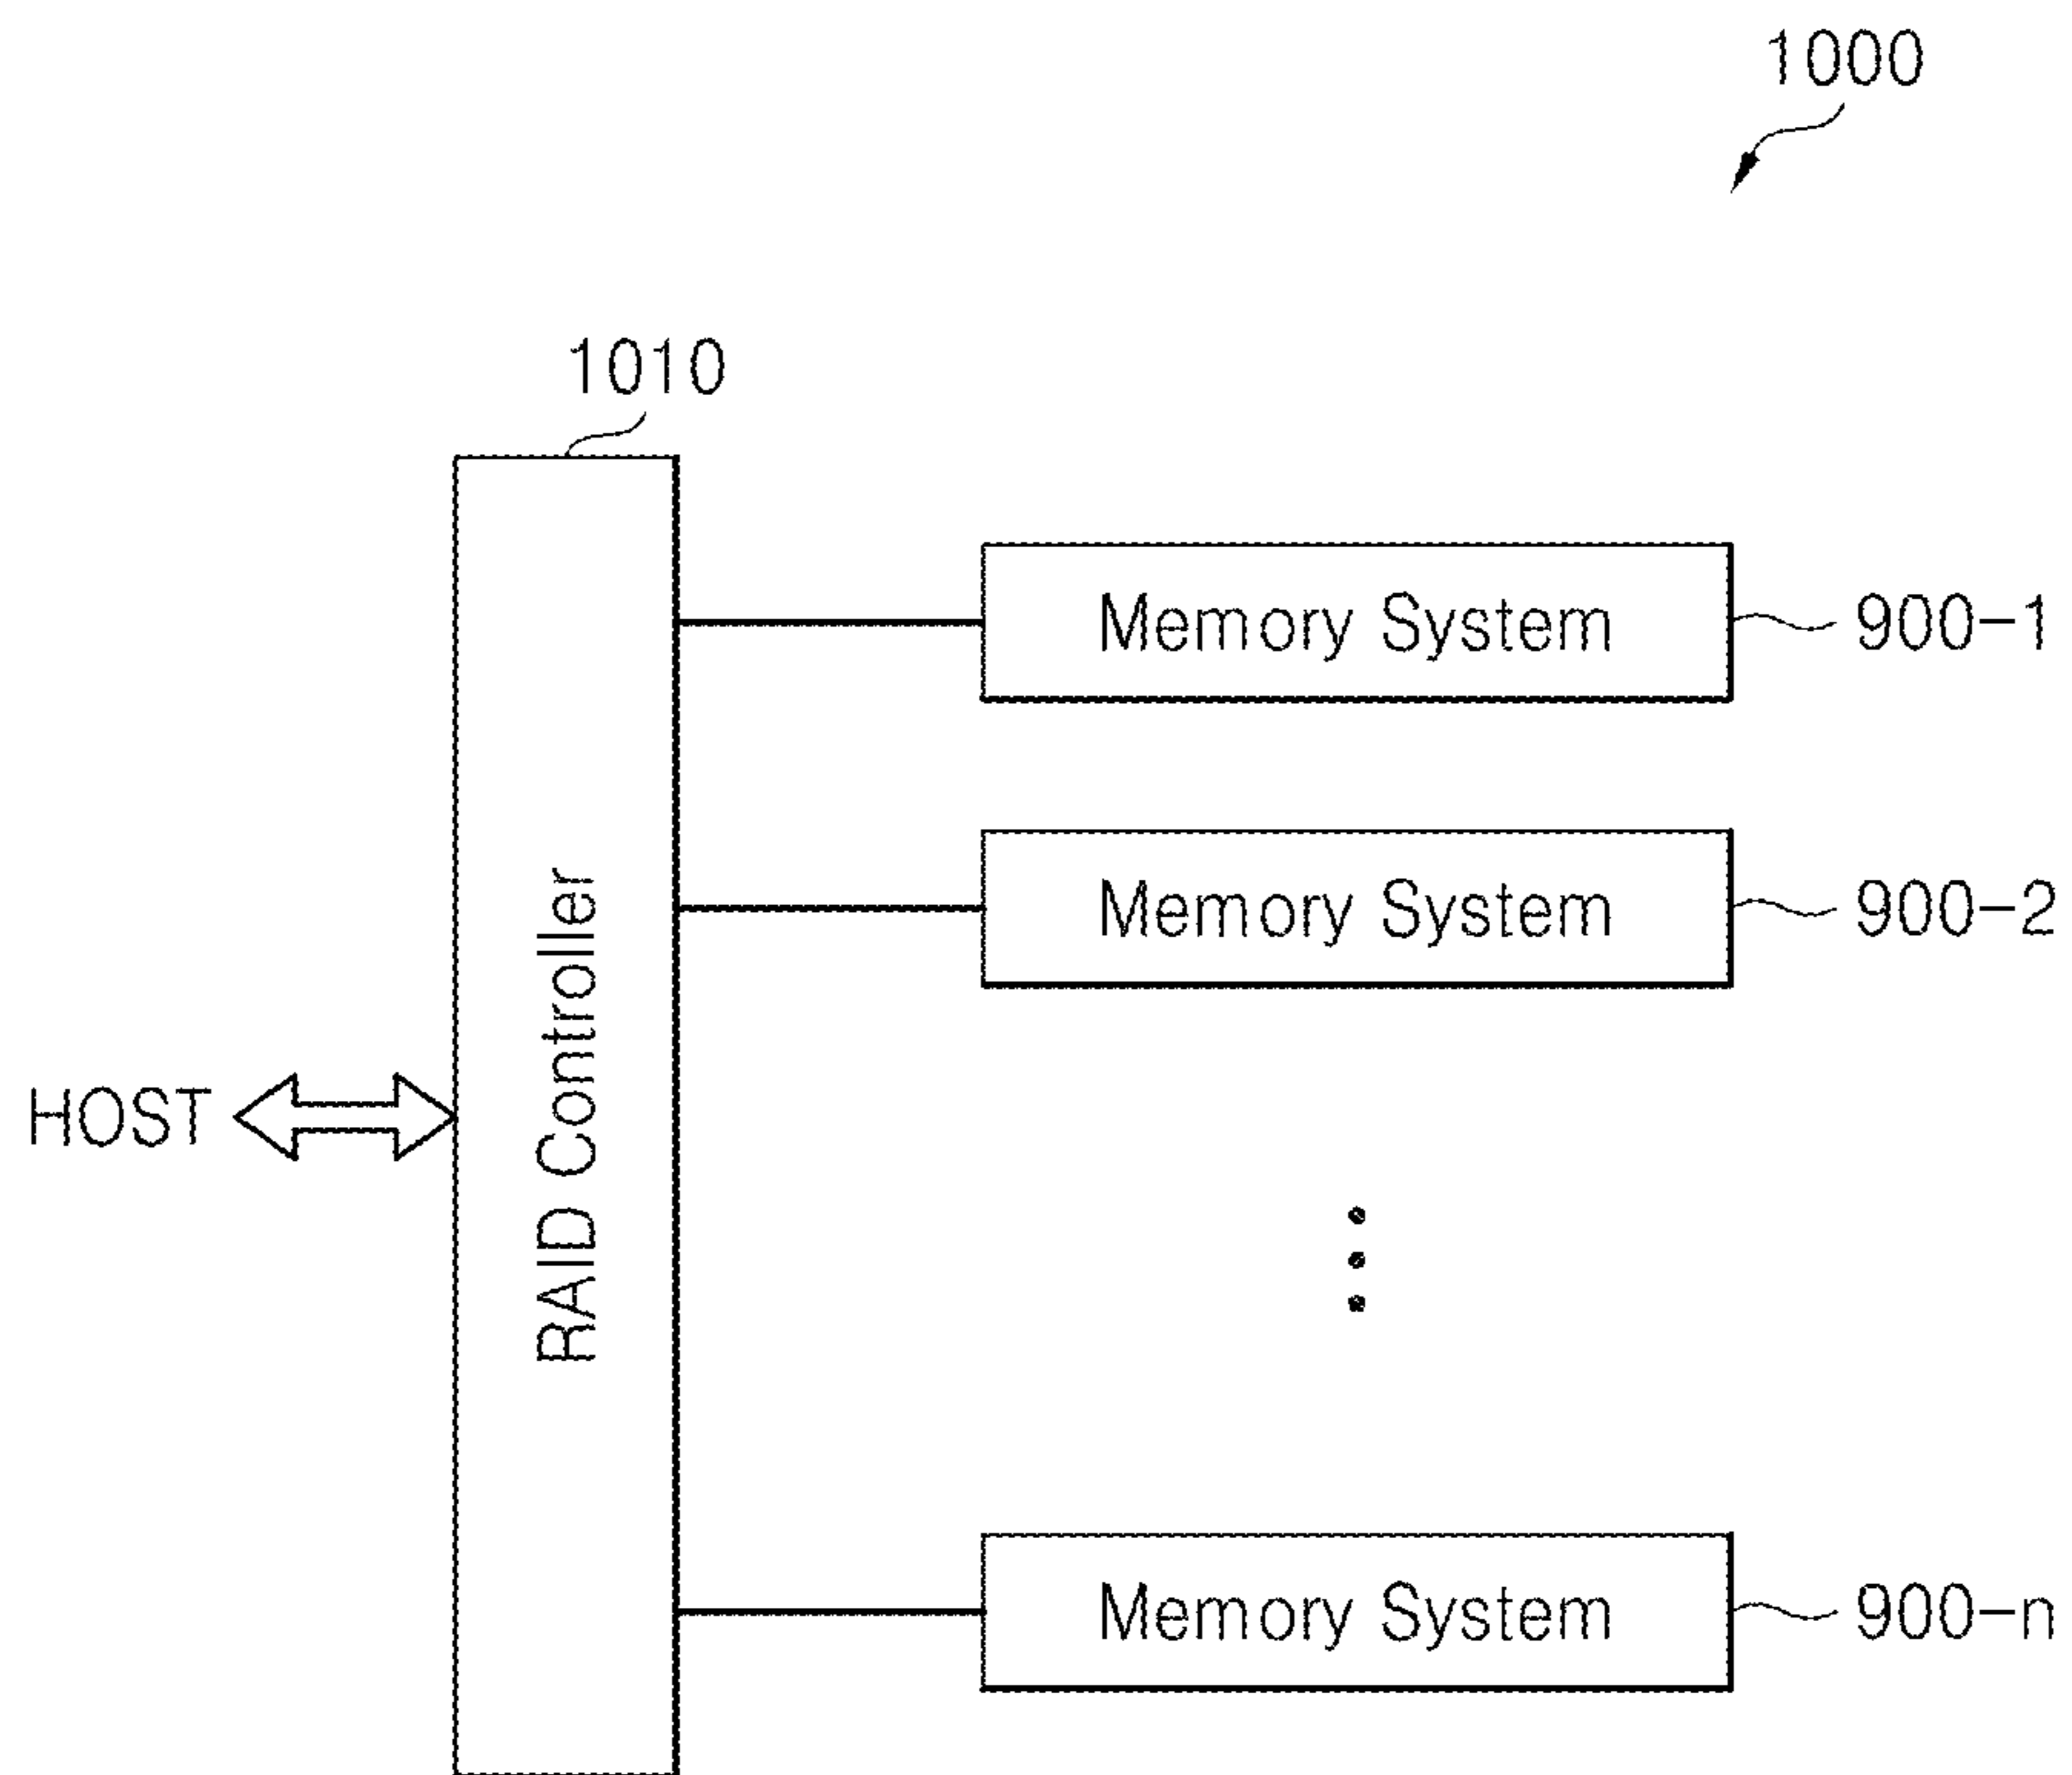 1000
1010
Memory System
900-1
Memory System
900-2
RAID Controller
HOST
Memory System
900-n